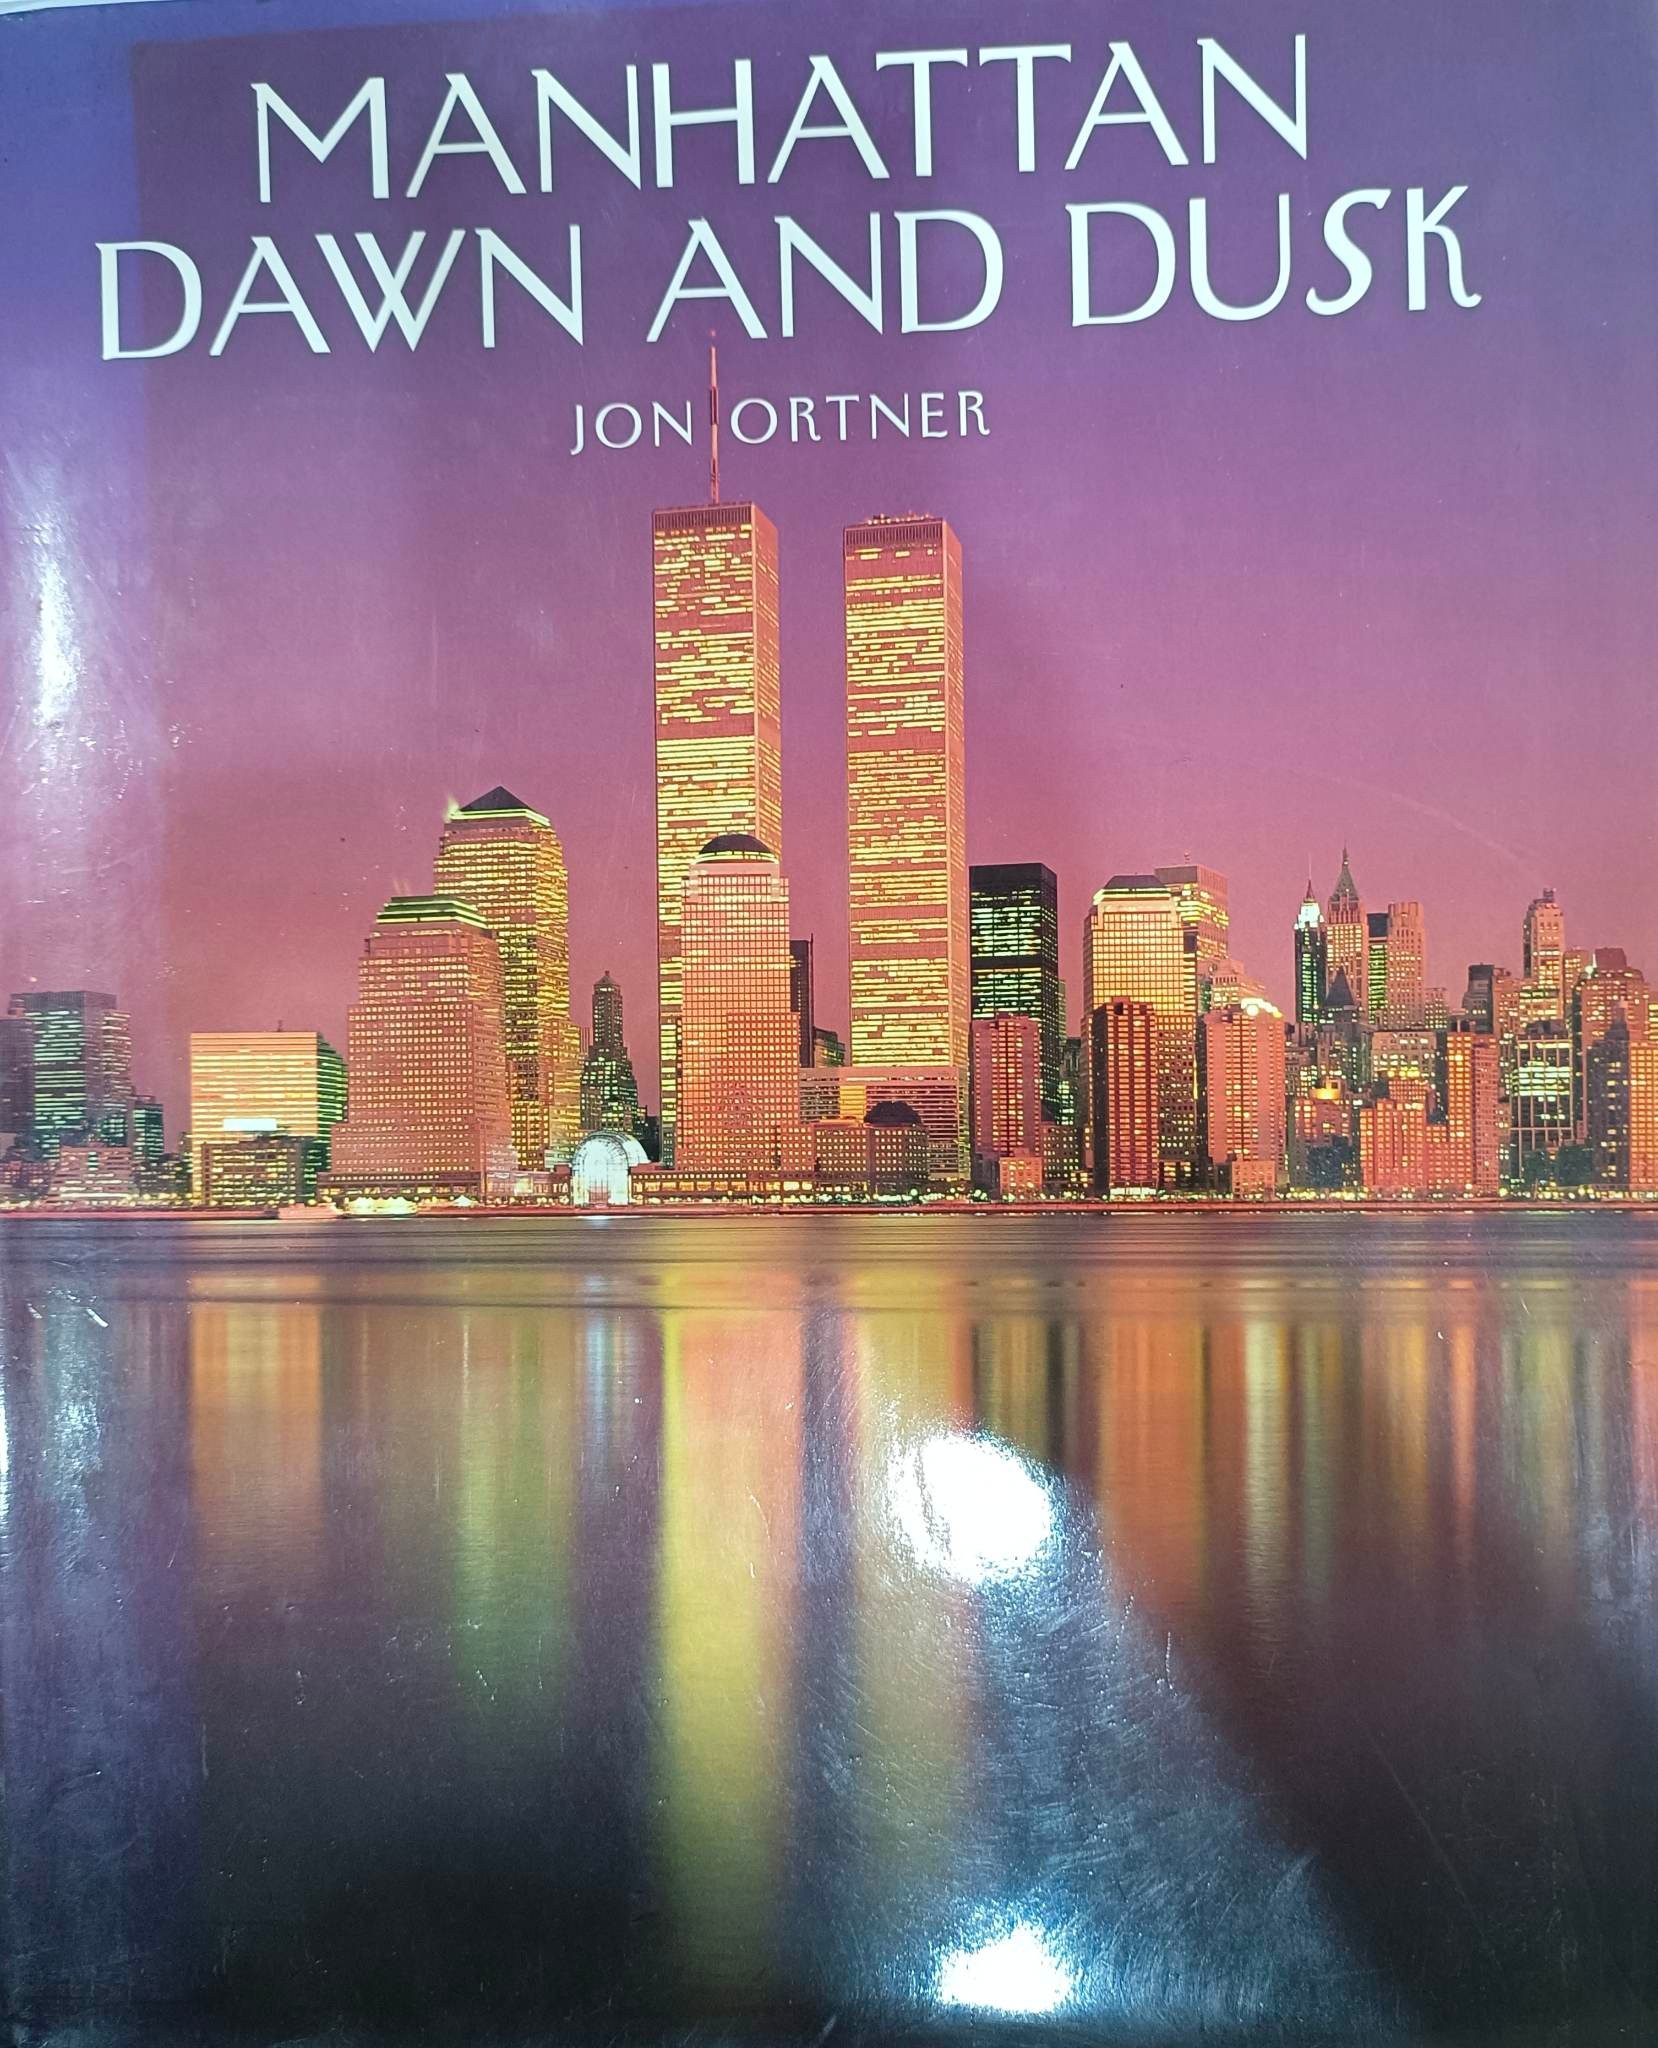 MANHATTAN
DAWN AND DUSK
JON ORTNER